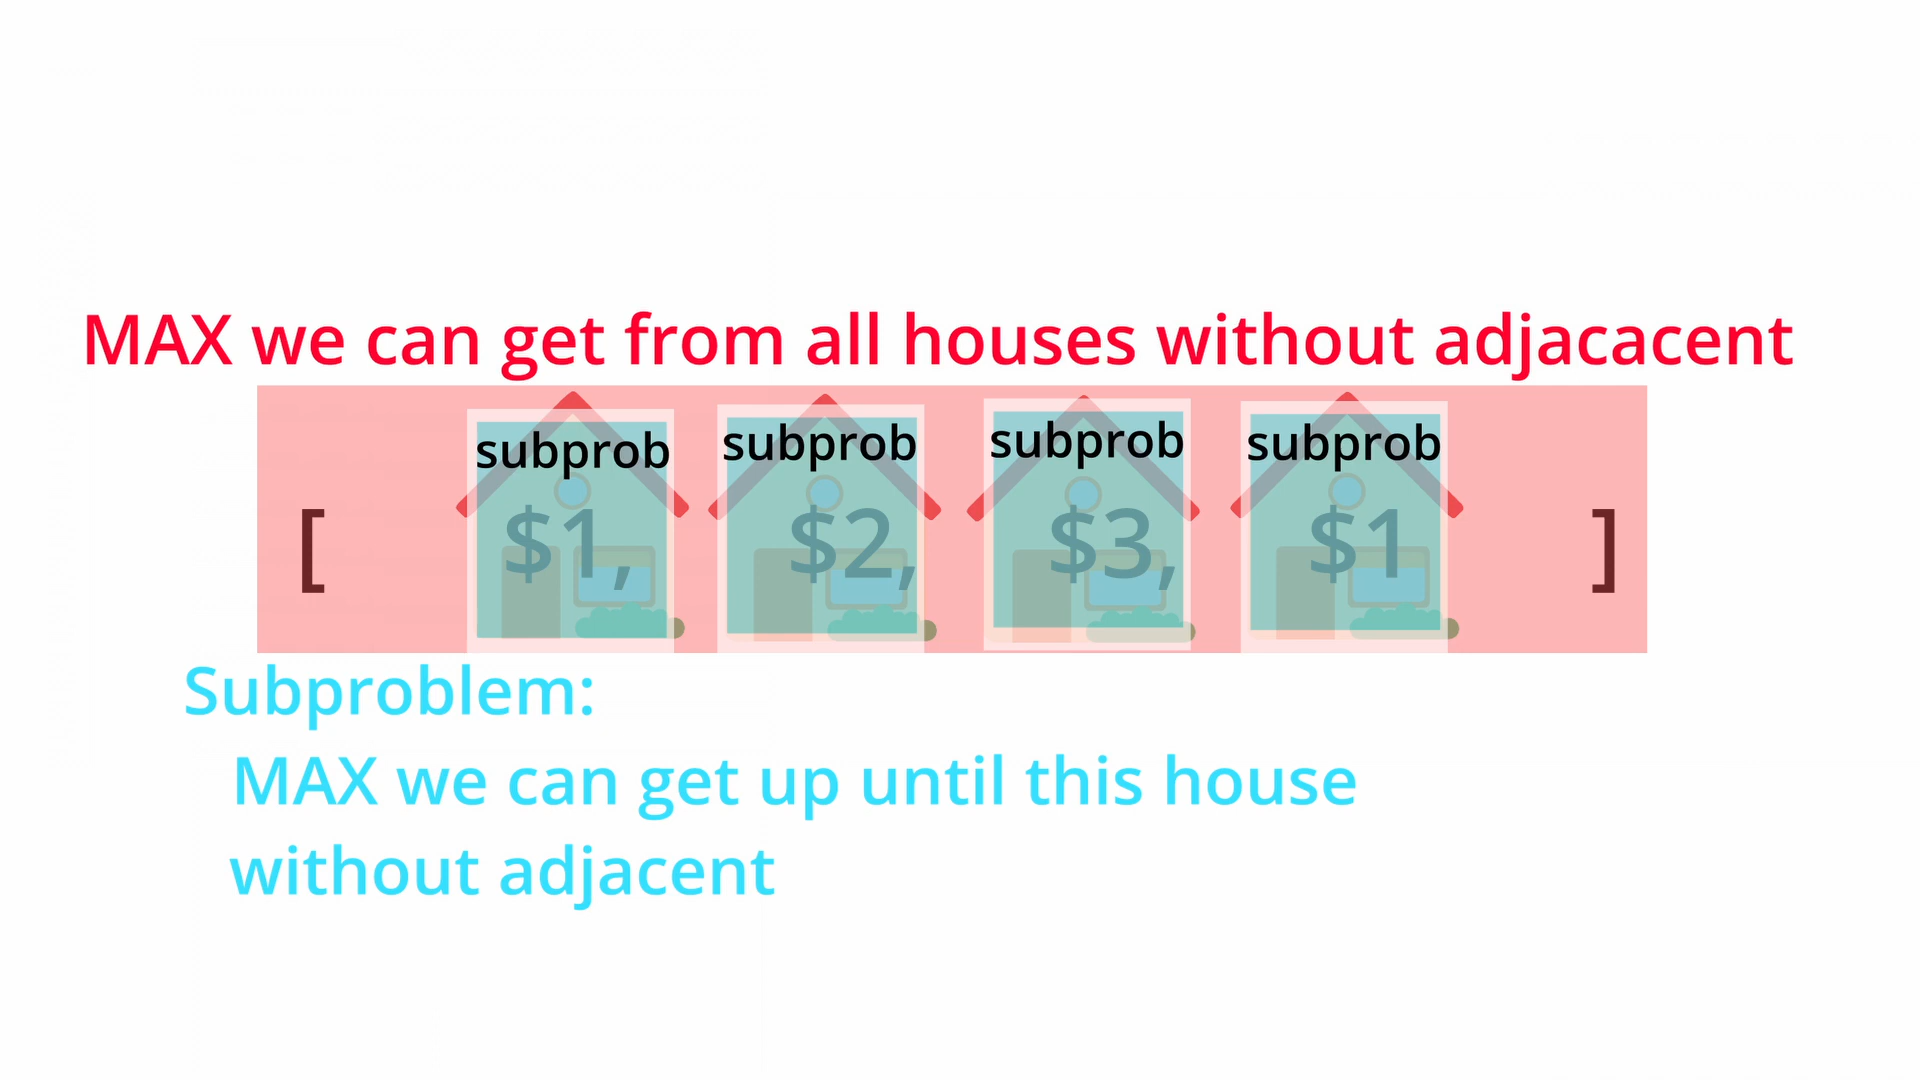 MAX we can get from all houses without adjacacent
subprob subprob subprob subprob
[ $1, $2, $3, $1 ]
Subproblem:
MAX we can get up until this house
without adjacent